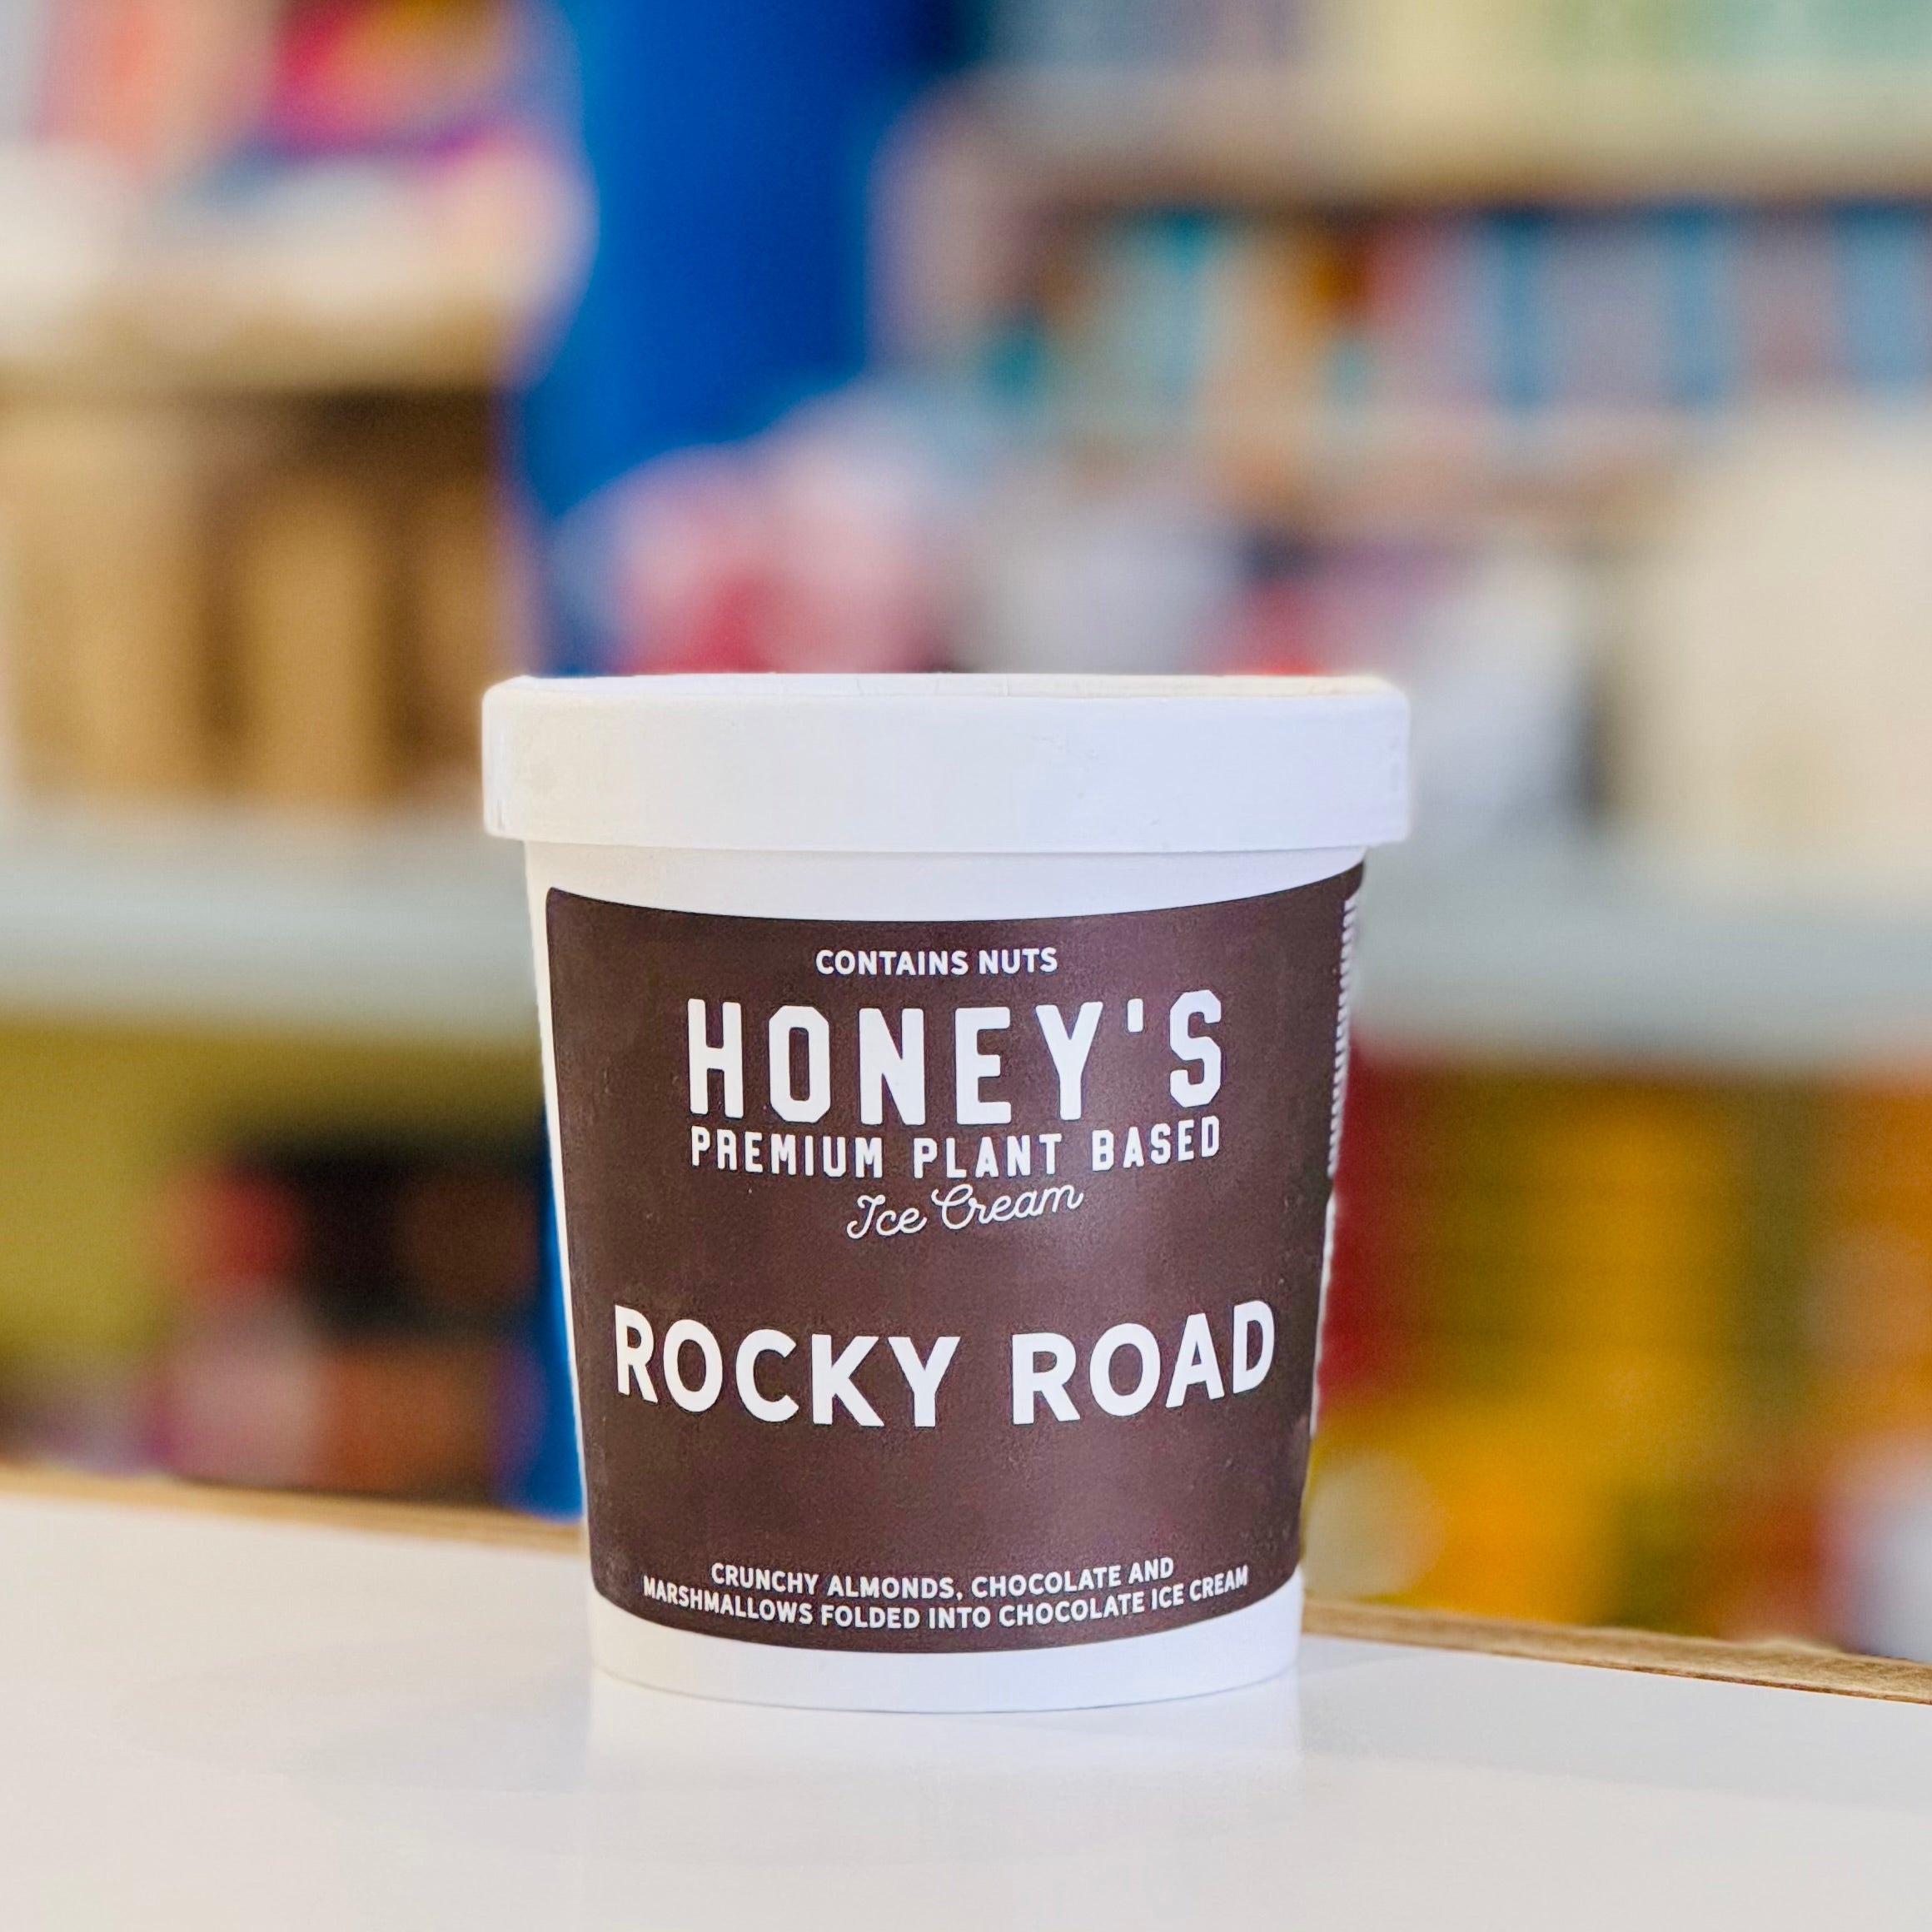 CONTAINS NUTS
HONEY'S
PREMIUM PLANT BASED
Ice Cream
ROCKY ROAD
CRUNCHY ALMONDS, CHOCOLATE AND
MARSHMALLOWS FOLDED INTO CHOCOLATE ICE CREAM